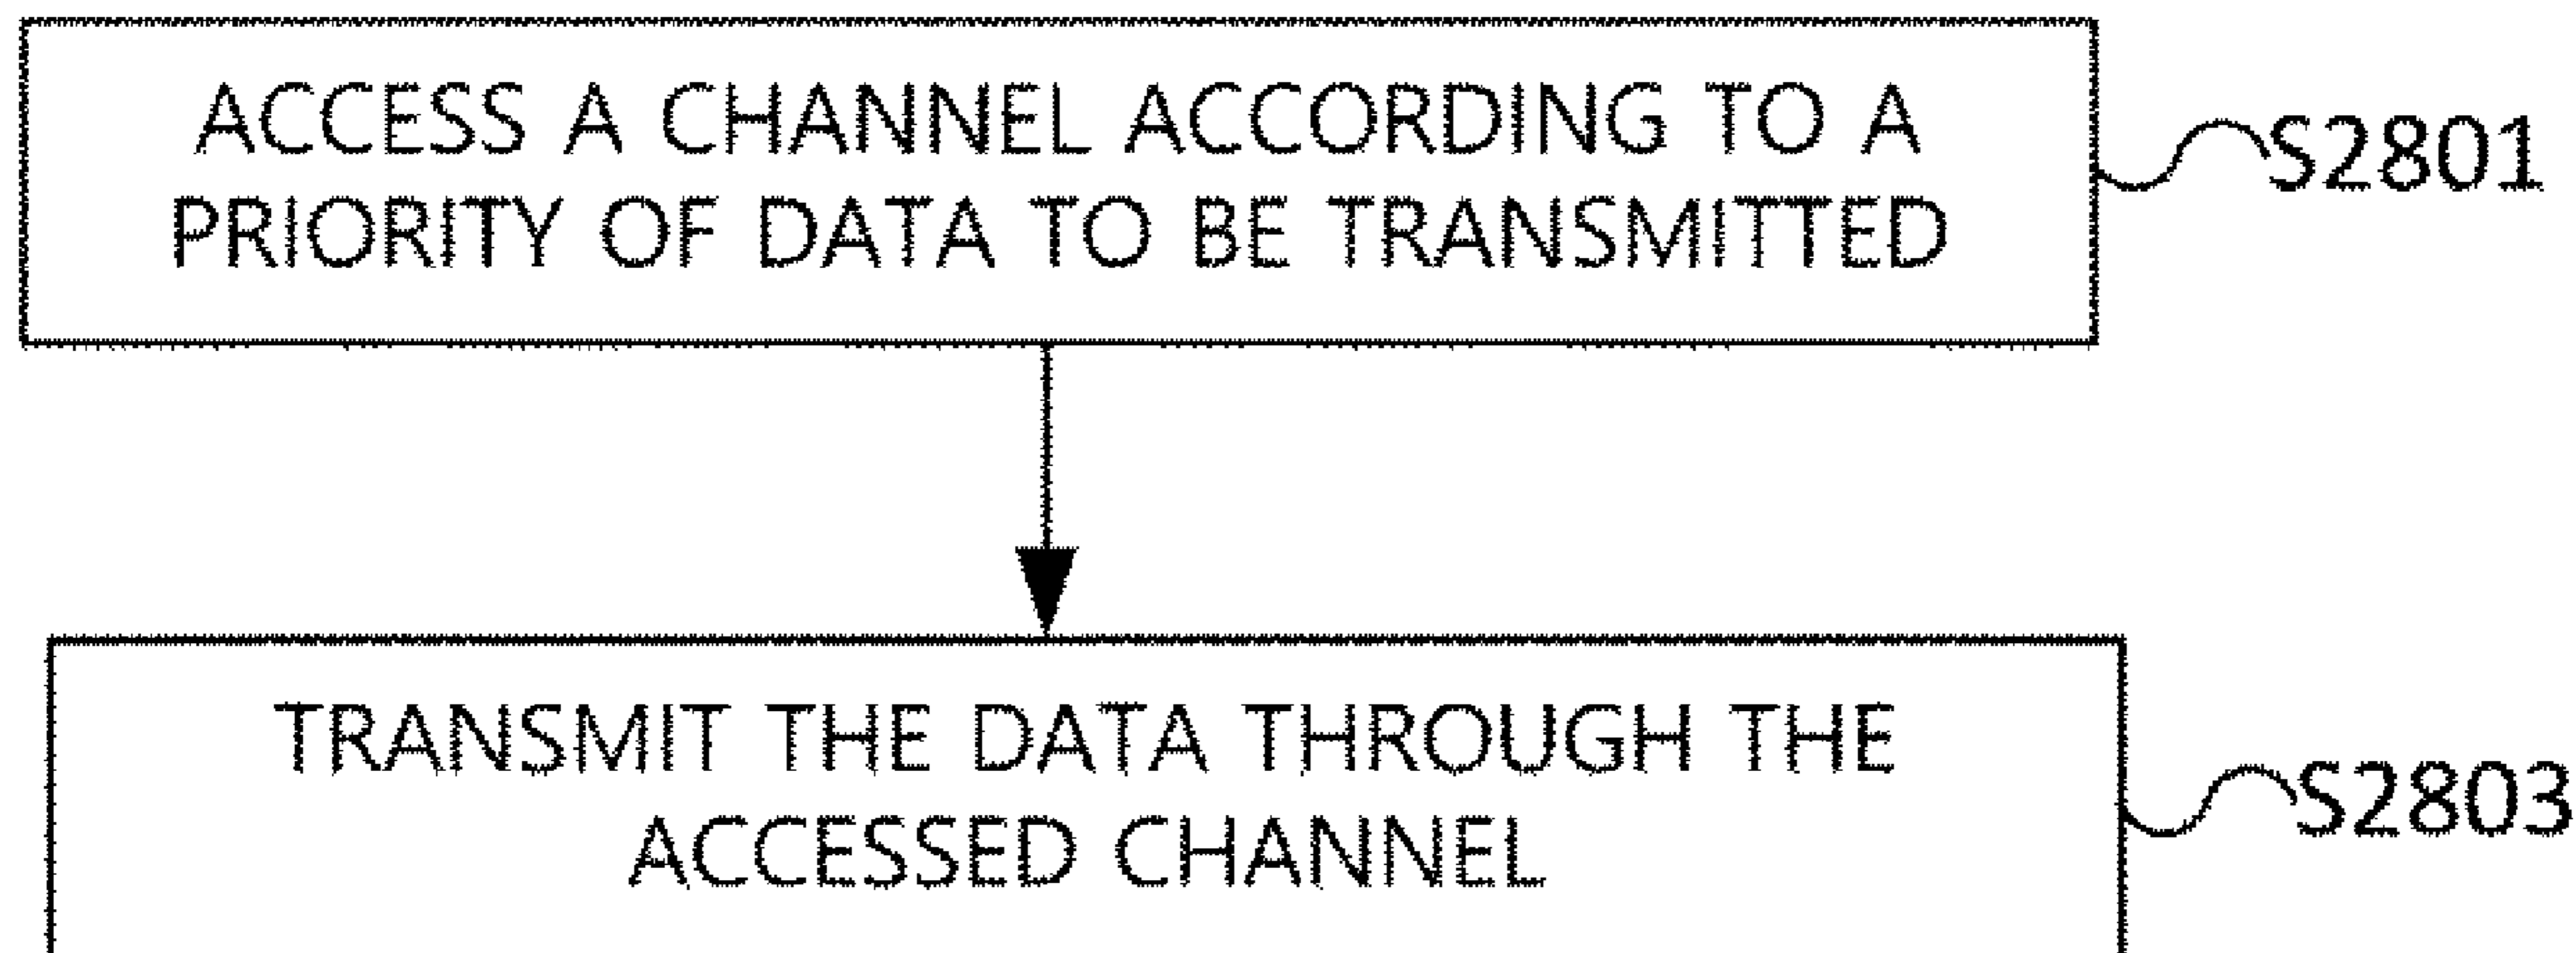 ACCESS A CHANNEL ACCORDING TO A
PRIORITY OF DATA TO BE TRANSMITTED
S2801
TRANSMIT THE DATA THROUGH THE
ACCESSED CHANNEL
S2803